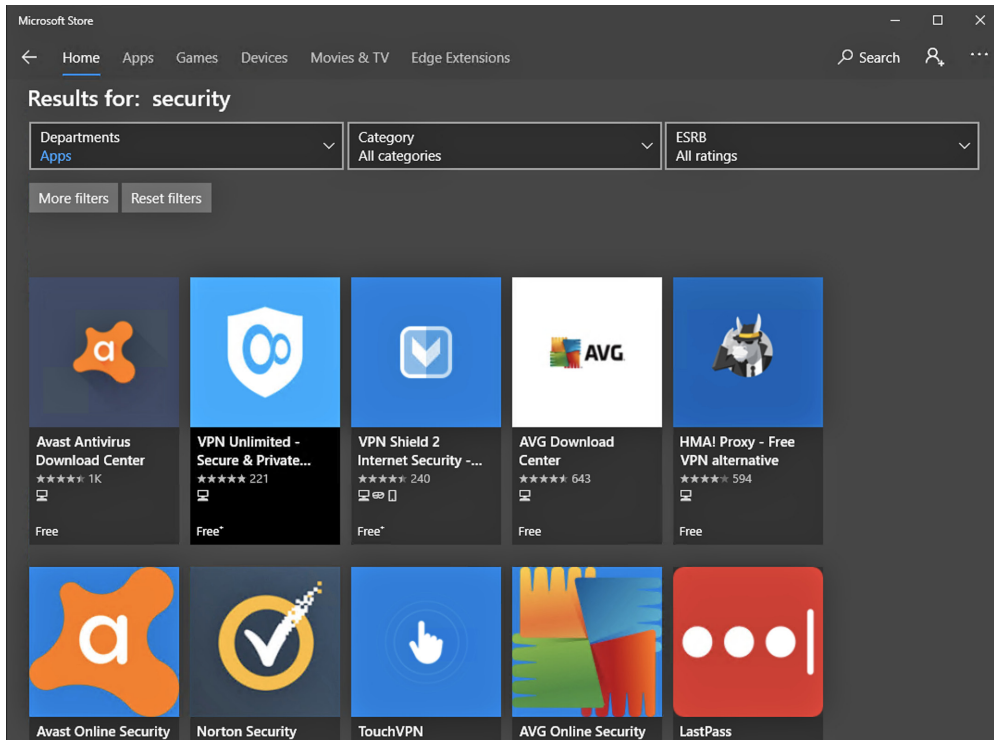 Microsoft Store
Home Apps Games Devices Movies & TV Edge Extensions Search
Results for: security
Departments
Apps
Category
All categories
ESRB
All ratings
More filters Reset filters
a
AVG
Avast Antivirus
Download Center
1K
Free
VPN Unlimited -
Secure & Private...
221
Free+
VPN Shield 2
Internet Security -...
240
Free+
AVG Download
Center
643
Free
HMA! Proxy - Free
VPN alternative
594
Free
a
Avast Online Security
Norton Security
TouchVPN
AVG Online Security
LastPass